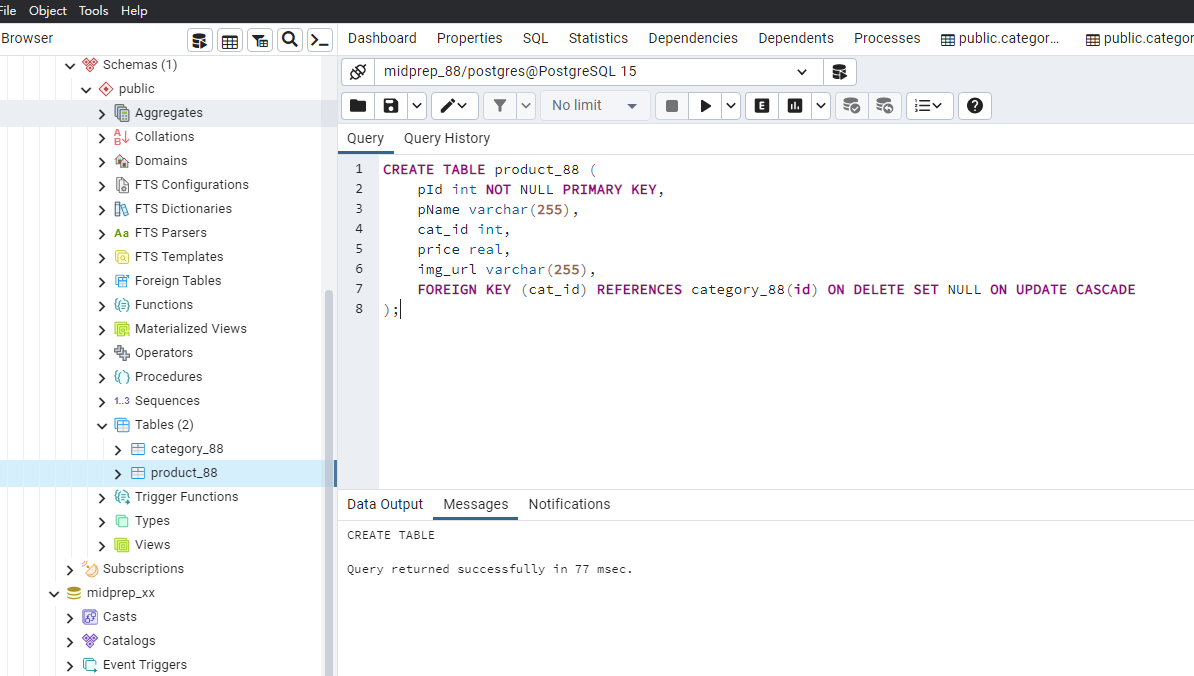 File Object Tools Help
Browser
Dashboard Properties SQL Statistics Dependencies Dependents Processes public.categor... public.categor
Schemas (1)
public
Aggregates
Collations
Domains
FTS Configurations
FTS Dictionaries
Aa FTS Parsers
FTS Templates
Foreign Tables
Functions
Materialized Views
Operators
Procedures
1..3 Sequences
Tables (2)
category_88
product_88
Trigger Functions
Types
Views
Subscriptions
midprep_xx
Casts
Catalogs
Event Triggers
midprep_88/postgres@PostgreSQL 15
No limit
E
Query Query History
1 CREATE TABLE product_88 (
2 pId int NOT NULL PRIMARY KEY,
3 pName varchar(255),
4 cat_id int,
5 price real,
6 img_url varchar(255),
7 FOREIGN KEY (cat_id) REFERENCES category_88(id) ON DELETE SET NULL ON UPDATE CASCADE
8 );
Data Output Messages Notifications
CREATE TABLE
Query returned successfully in 77 msec.